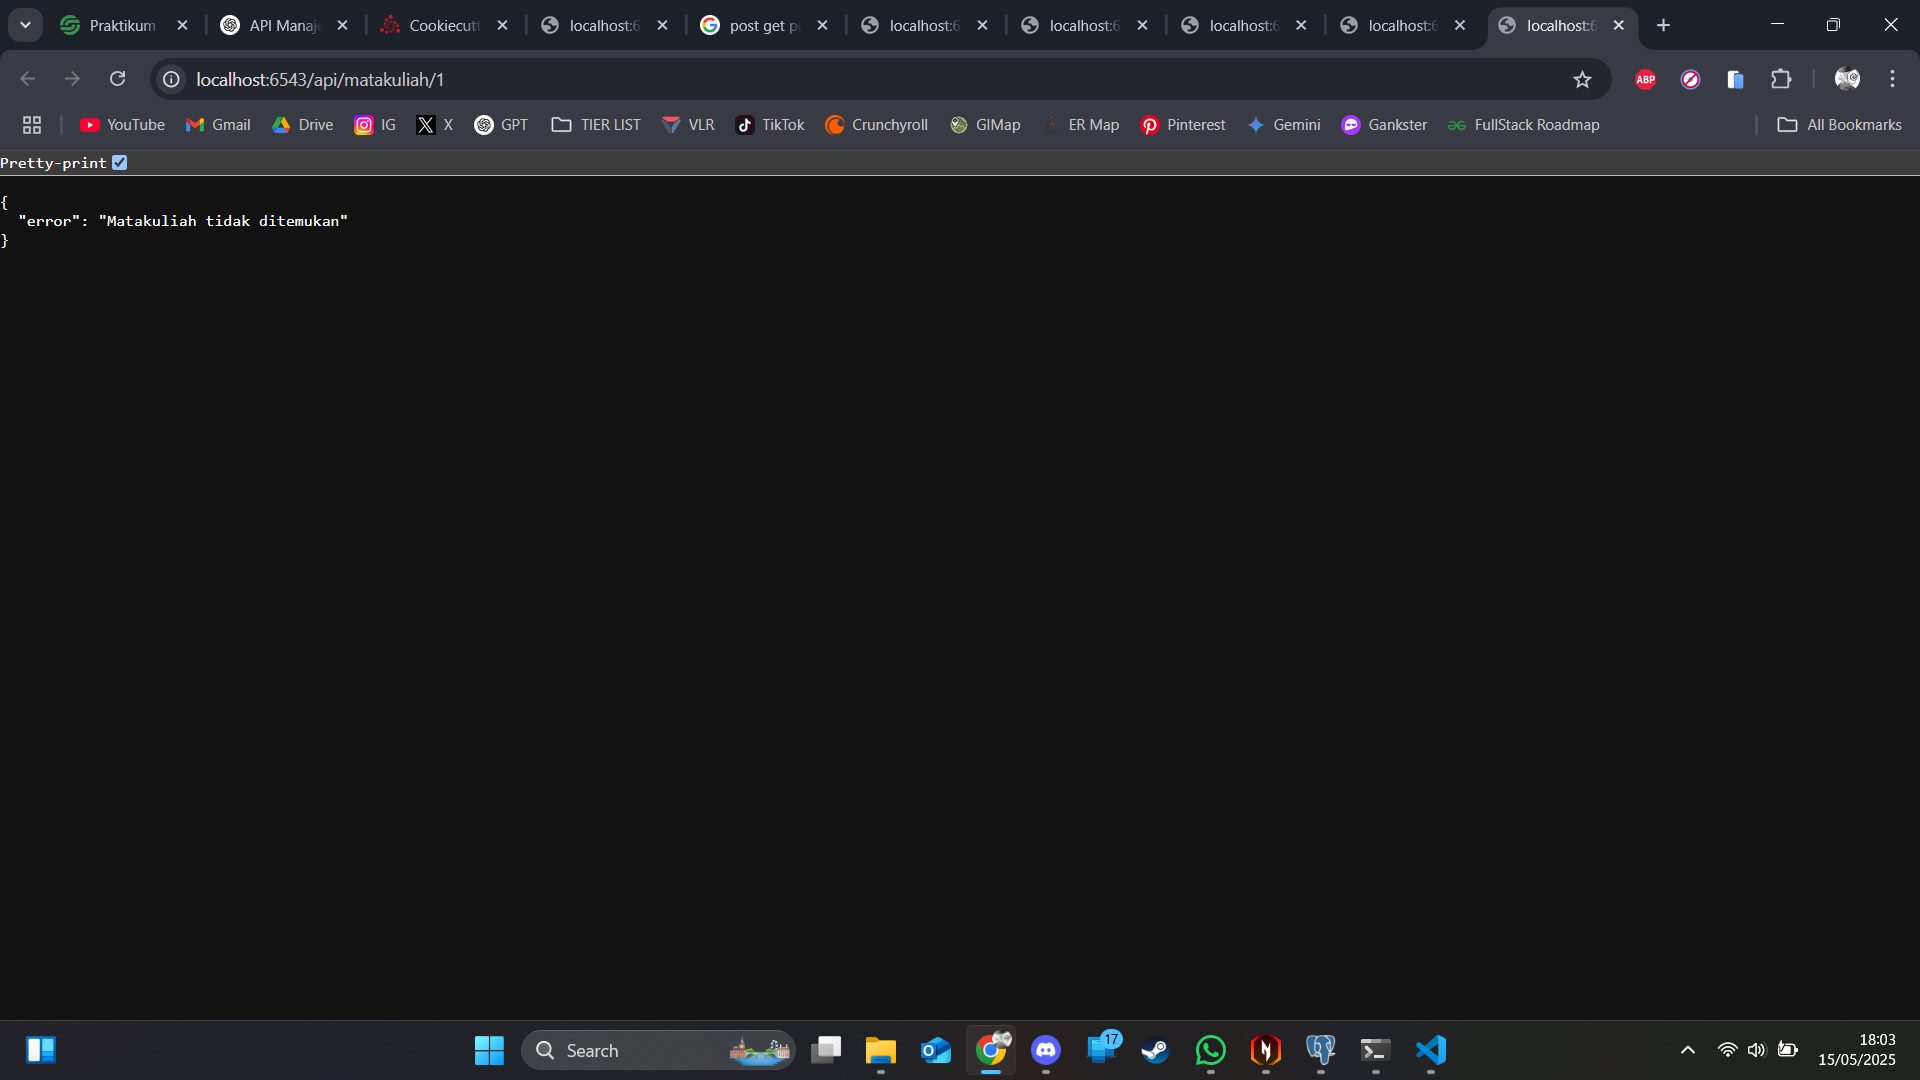 Praktikum
API Manaj
Cookiecutt
localhost:6
post get pu
localhost:6
localhost:6
localhost:6
localhost:6
localhost:6
localhost:6543/api/matakuliah/1
ABP
YouTube
Gmail
Drive
IG
X
GPT
TIER LIST
VLR
TikTok
Crunchyroll
GIMap
ER Map
Pinterest
Gemini
Gankster
FullStack Roadmap
All Bookmarks
Pretty-print
{
"error": "Matakuliah tidak ditemukan"
}
Search
17
18:03
15/05/2025